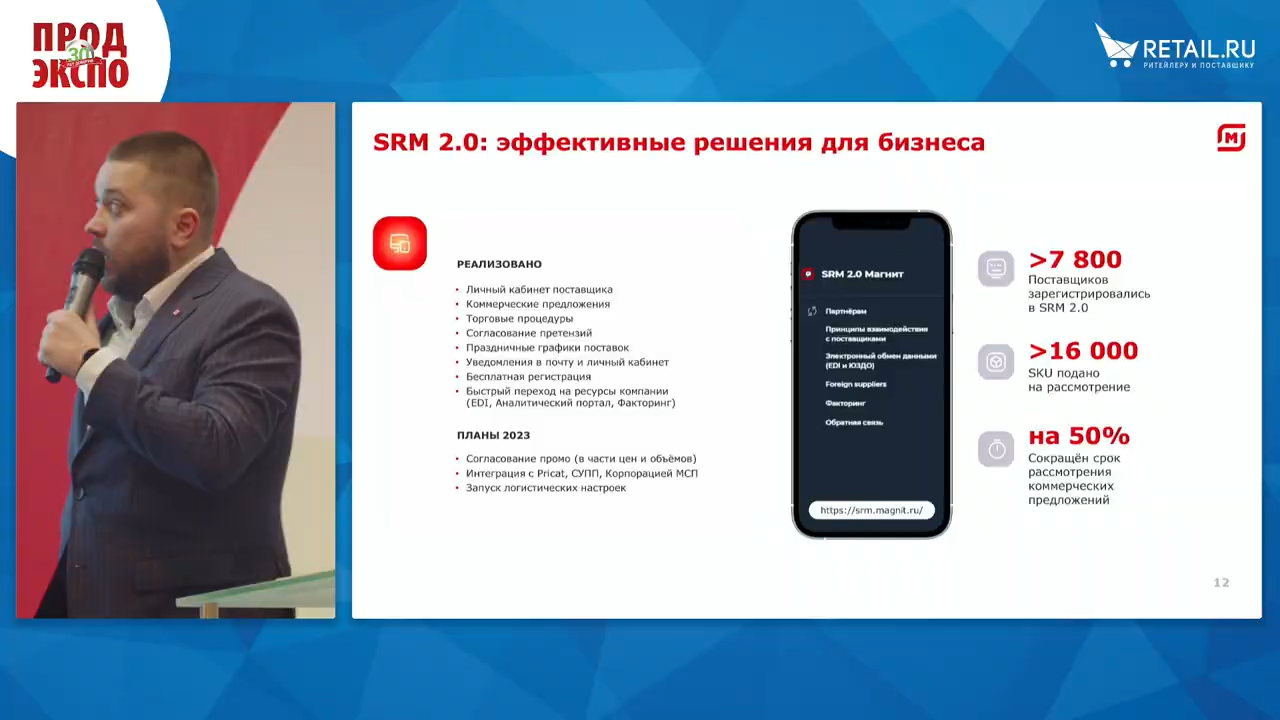 ПРОД
30
ЭКСПО
RETAIL.RU
РИТЕЙЛЕРУ И ПОСТАВЩИКУ
SRM 2.0: эффективные решения для бизнеса
РЕАЛИЗОВАНО
• Личный кабинет поставщика
• Коммерческие предложения
• Торговые процедуры
• Согласование претензий
• Праздничные графики поставок
• Уведомления в почту и личный кабинет
• Бесплатная регистрация
• Быстрый переход на ресурсы компании
(EDI, Аналитический портал, Факторинг)
ПЛАНЫ 2023
• Согласование промо (в части цен и объёмов)
• Интеграция с Pricat, СУПП, Корпорацией МСП
• Запуск логистических настроек
SRM 2.0 Магнит
Партнёрам
Принципы взаимодействия
с поставщиками
Электронный обмен данными
(EDI и ЮЗДО)
Foreign suppliers
Факторинг
Обратная связь
https://srm.magnit.ru/
M
>7 800
Поставщиков
зарегистрировались
в SRM 2.0
>16 000
SKU подано
на рассмотрение
на 50%
Сокращён срок
рассмотрения
коммерческих
предложений
12